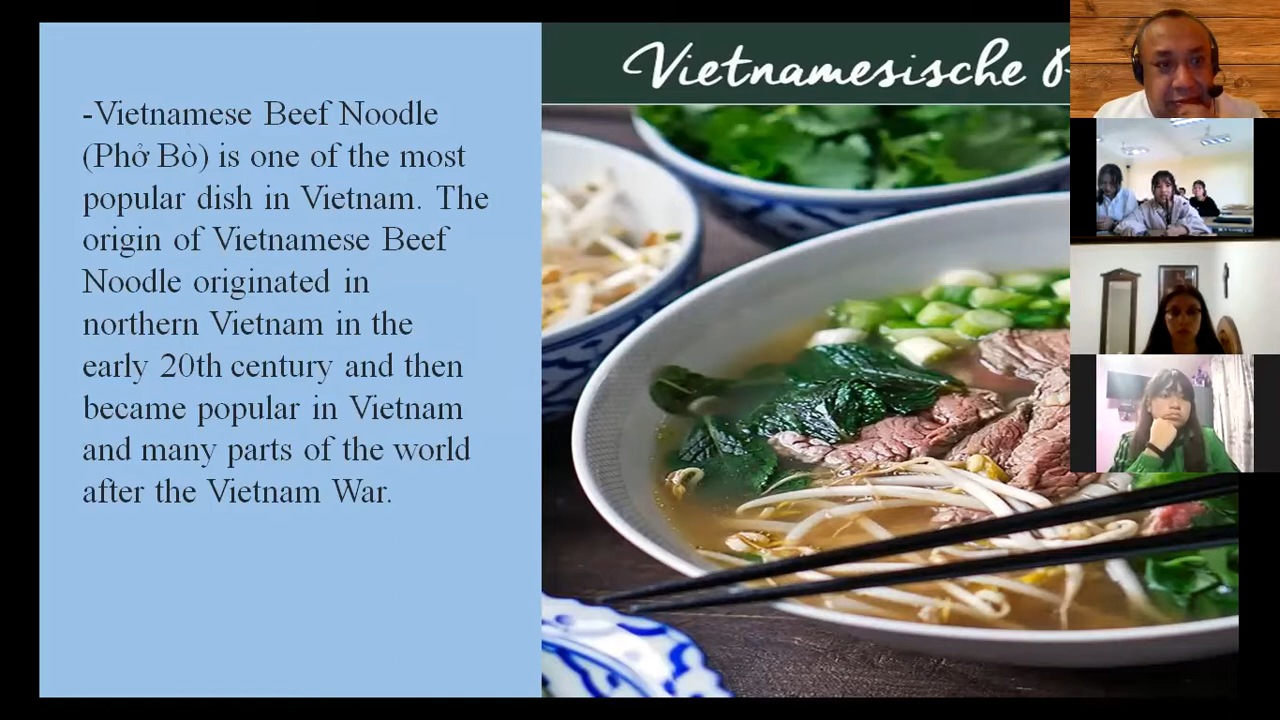 -Vietnamese Beef Noodle
(Phở Bò) is one of the most
popular dish in Vietnam. The
origin of Vietnamese Beef
Noodle originated in
northern Vietnam in the
early 20th century and then
became popular in Vietnam
and many parts of the world
after the Vietnam War.
Vietnamesische